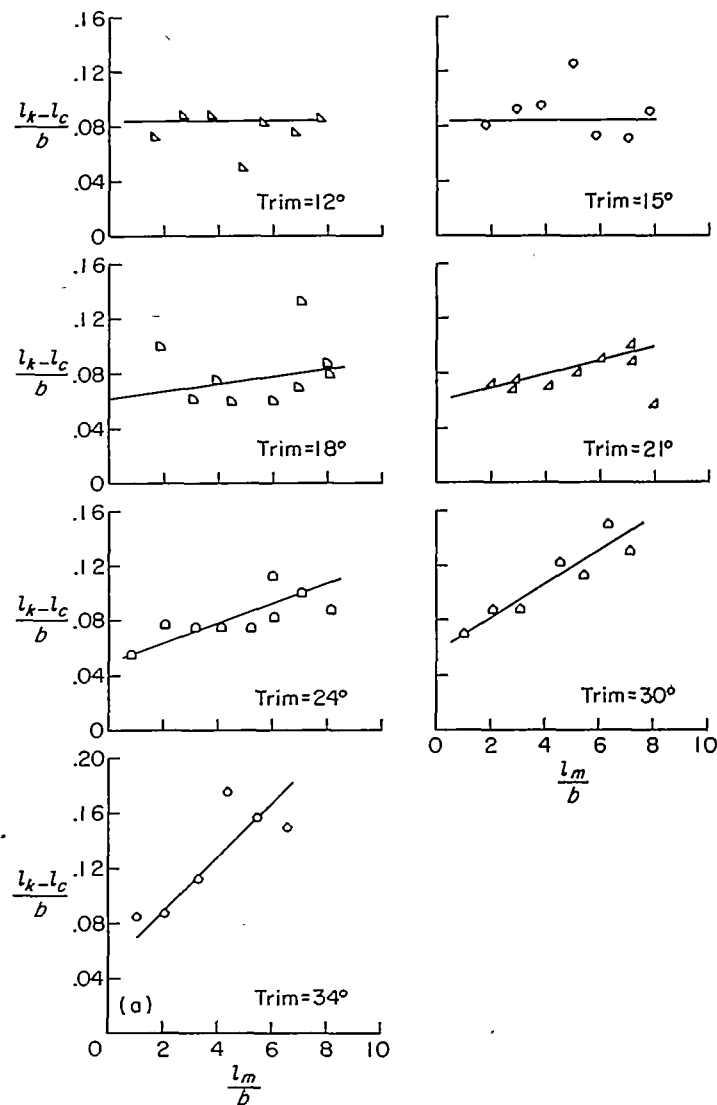 .16
.12
l_k-l_c
b
.08
.04
0
Trim=12°
Trim=15°
.16
.12
l_k-l_c
b
.08
.04
0
Trim=18°
Trim=21°
.16
.12
l_k-l_c
b
.08
.04
0
Trim=24°
Trim=30°
0 2 4 6 8 10
l_m
b
.20
.16
.12
l_k-l_c
b
.08
.04
(a)
Trim=34°
0 2 4 6 8 10
l_m
b